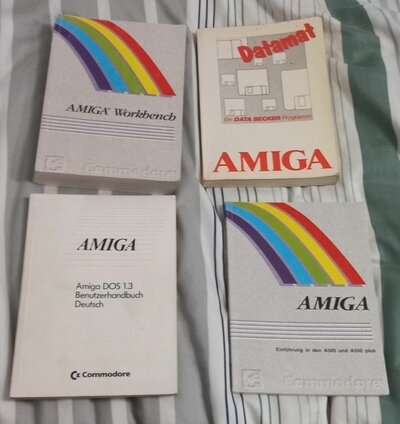 AMIGA Workbench
Commodore
Datamat
Ein DATA BECKER Programm
AMIGA
AMIGA
Amiga DOS 1.3
Benutzerhandbuch
Deutsch
Commodore
AMIGA
Einführung in den A500 und A500 plus
Commodore